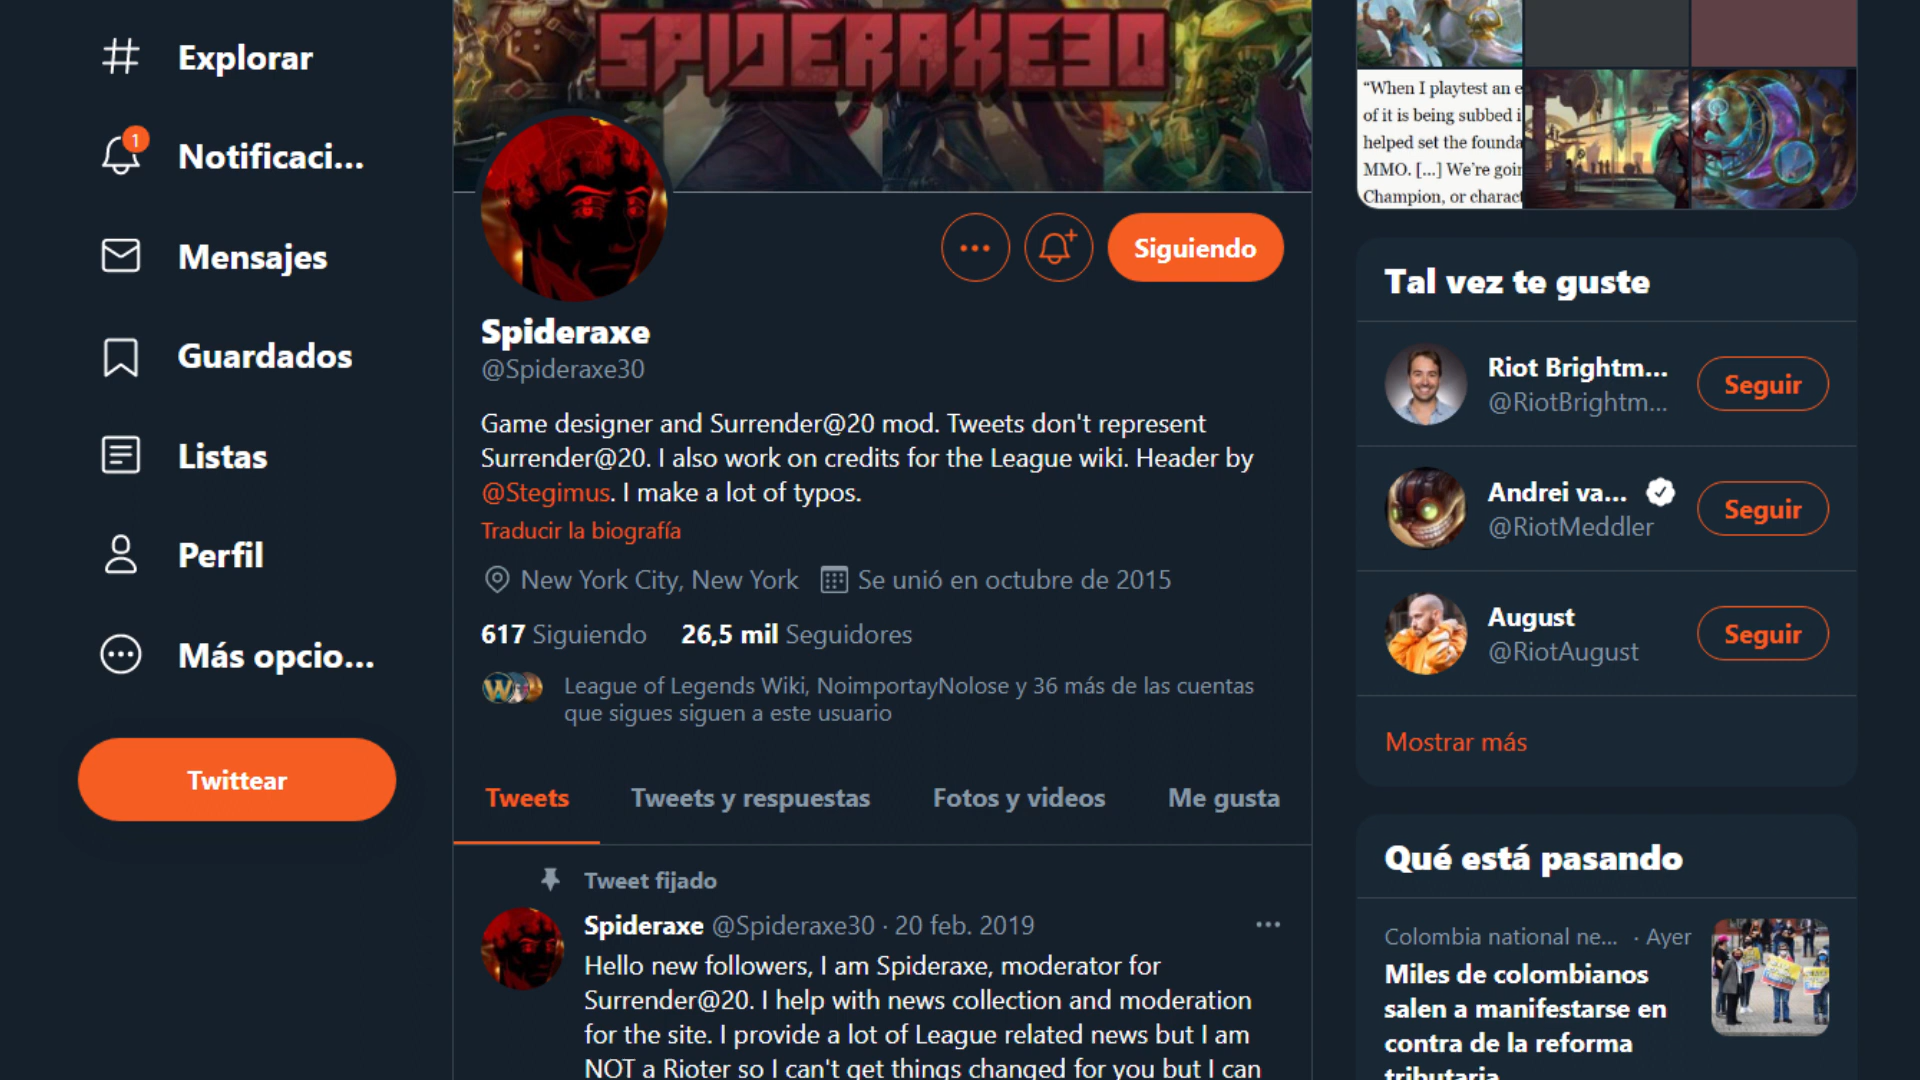 Explorar
1
Notificaci...
Mensajes
Guardados
Listas
Perfil
Más opcio...
Twittear
SPIDERAXE30
Siguiendo
Spideraxe
@Spideraxe30
Game designer and Surrender@20 mod. Tweets don't represent
Surrender@20. I also work on credits for the League wiki. Header by
@Stegimus. I make a lot of typos.
Traducir la biografía
New York City, New York Se unió en octubre de 2015
617 Siguiendo 26,5 mil Seguidores
W
League of Legends Wiki, NoimportayNolose y 36 más de las cuentas
que sigues siguen a este usuario
Tweets Tweets y respuestas Fotos y videos Me gusta
Tweet fijado
Spideraxe @Spideraxe30 · 20 feb. 2019
Hello new followers, I am Spideraxe, moderator for
Surrender@20. I help with news collection and moderation
for the site. I provide a lot of League related news but I am
NOT a Rioter so I can't get things changed for you but I can
“When I playtest an e
of it is being subbed i
helped set the founda
MMO. [...] We’re goin
Champion, or charact
Tal vez te guste
Riot Brightm...
@RiotBrightm...
Seguir
Andrei va...
@RiotMeddler
Seguir
August
@RiotAugust
Seguir
Mostrar más
Qué está pasando
Colombia national ne... · Ayer
Miles de colombianos
salen a manifestarse en
contra de la reforma
tributaria